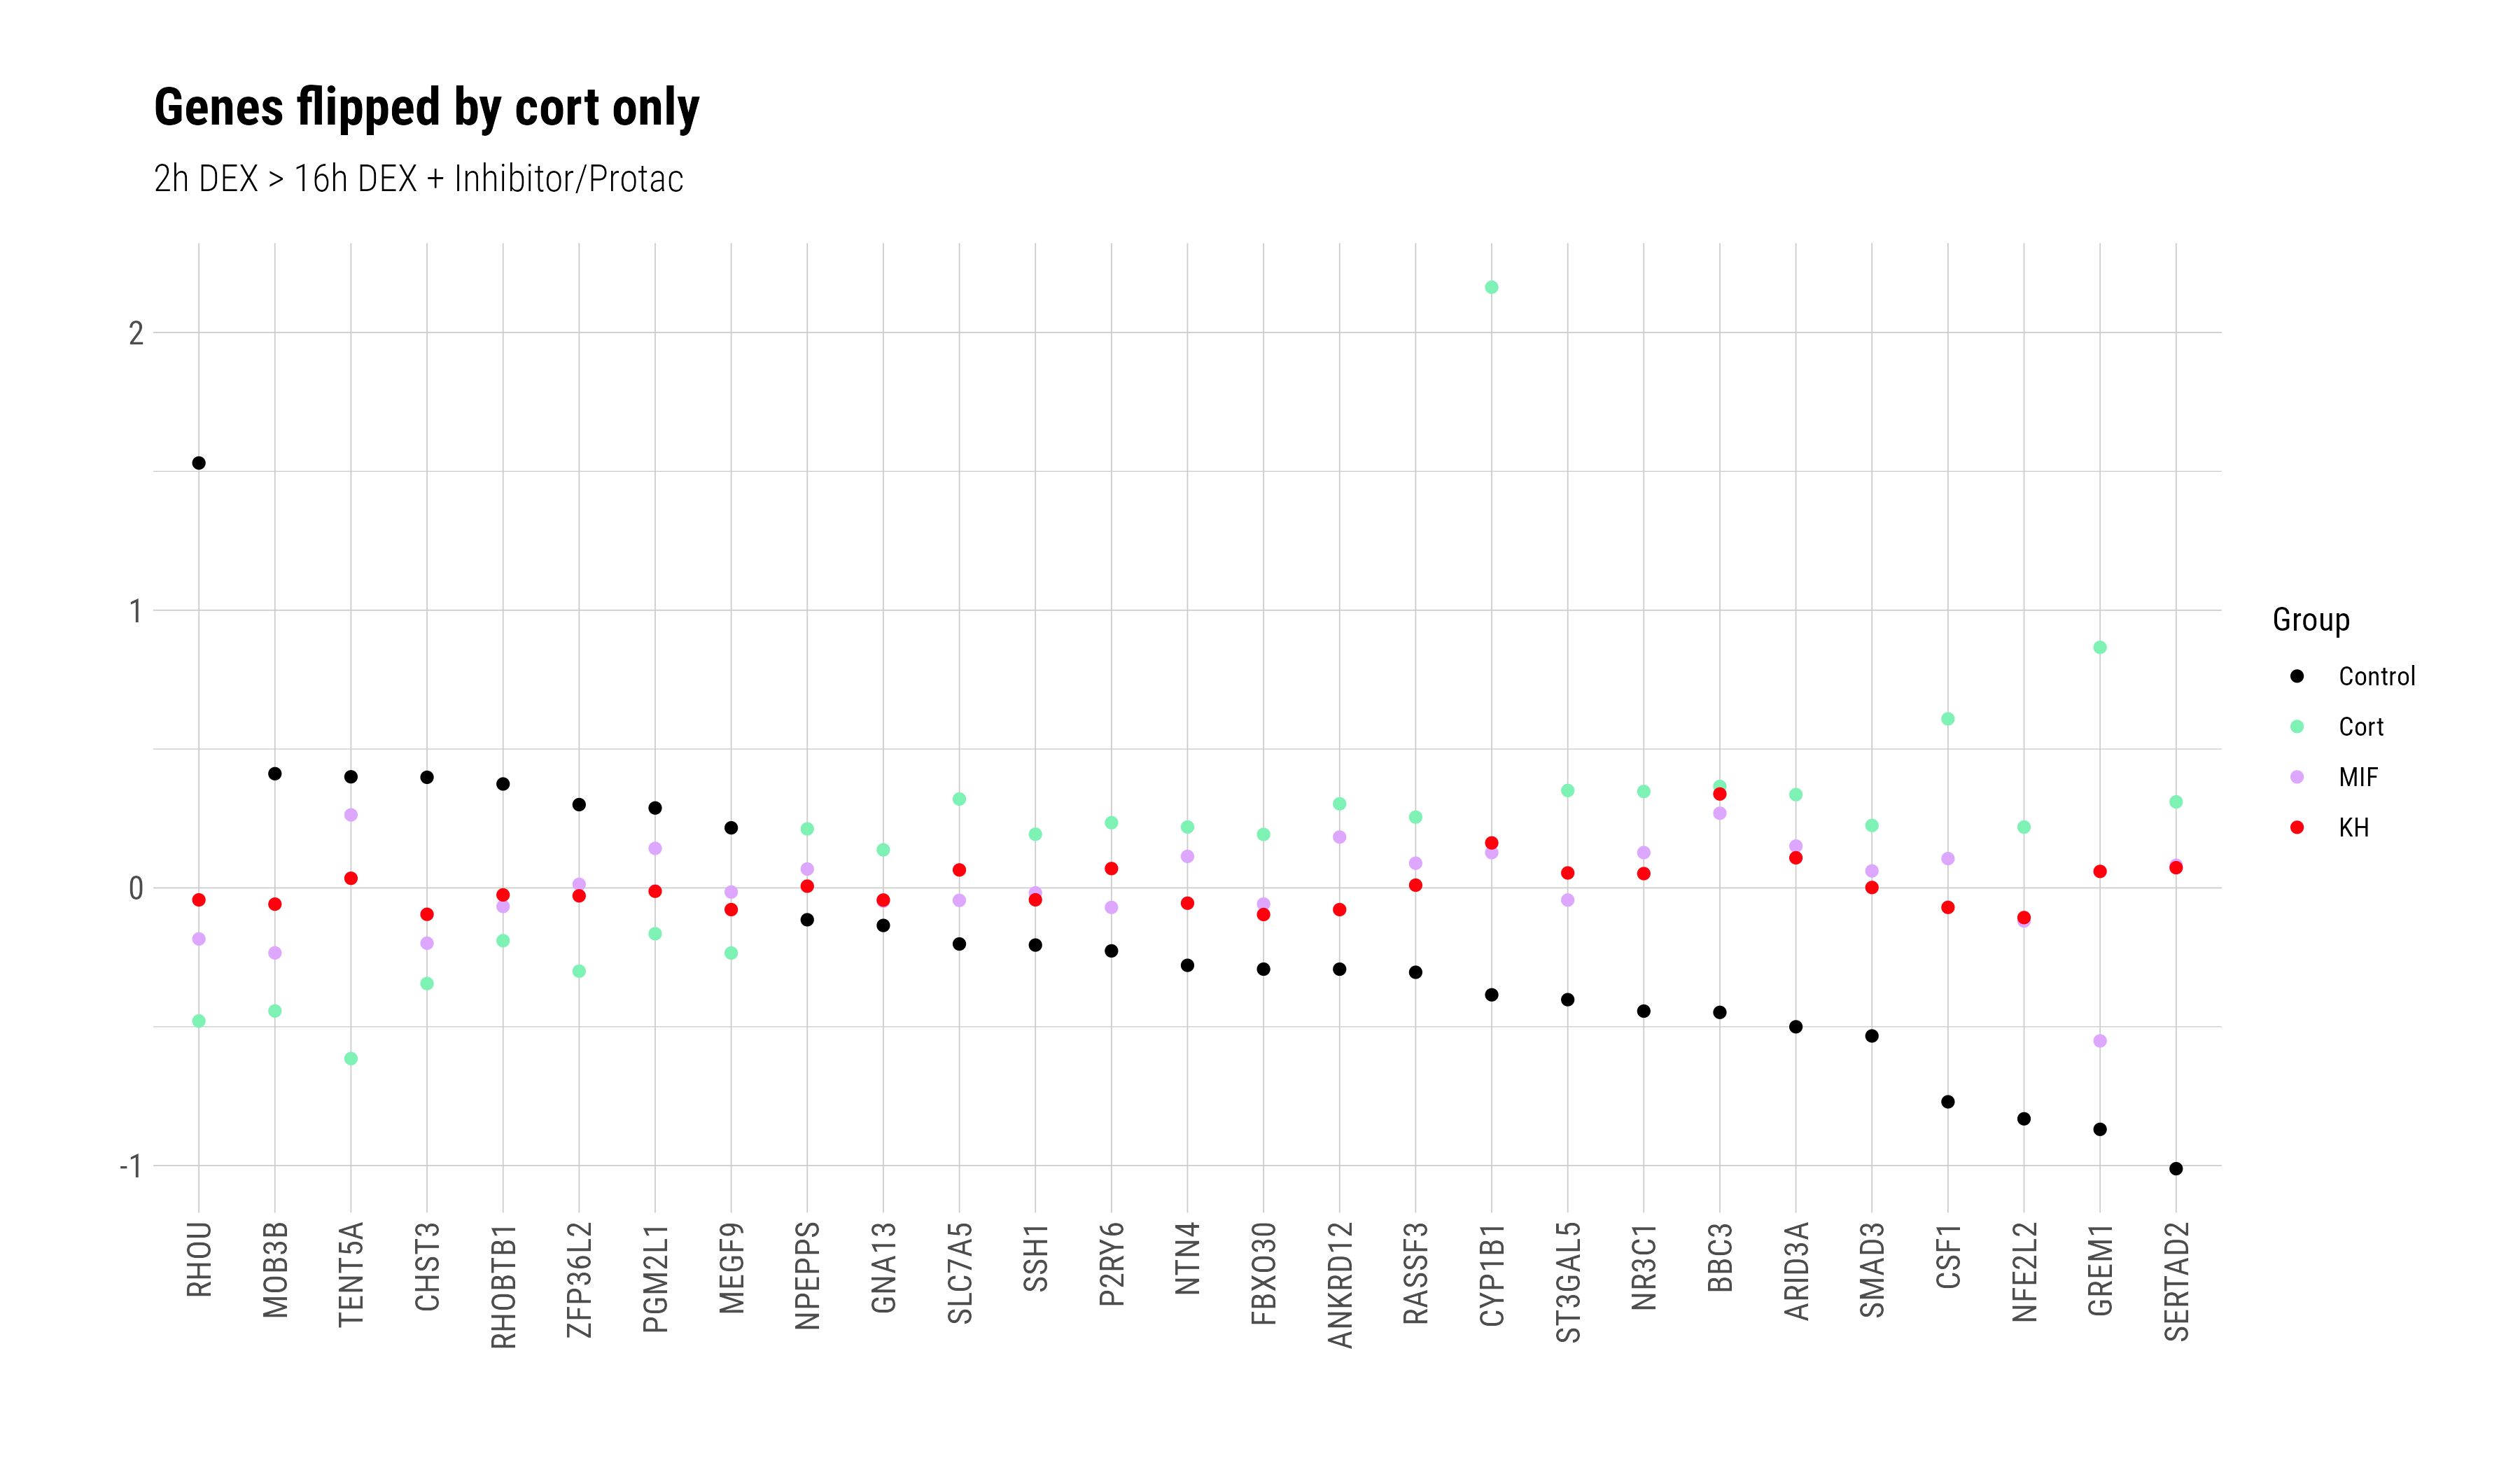 Genes flipped by cort only
2h DEX > 16h DEX + Inhibitor/Protac
2
1
0
-1
RHOU
MOB3B
TENT5A
CHST3
RHOBTB1
ZFP36L2
PGM2L1
MEGF9
NPEPPS
GNA13
SLC7A5
SSH1
P2RY6
NTN4
FBXO30
ANKRD12
RASSF3
CYP1B1
ST3GAL5
NR3C1
BBC3
ARID3A
SMAD3
CSF1
NFE2L2
GREM1
SERTAD2
Group
Control
Cort
MIF
KH